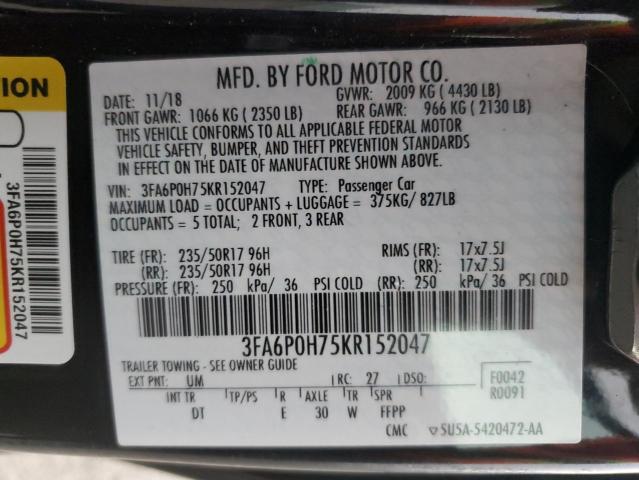 MFD. BY FORD MOTOR CO.
DATE: 11/18 GVWR: 2009 KG ( 4430 LB)
FRONT GAWR: 1066 KG ( 2350 LB) REAR GAWR: 966 KG ( 2130 LB)
THIS VEHICLE CONFORMS TO ALL APPLICABLE FEDERAL MOTOR
VEHICLE SAFETY, BUMPER, AND THEFT PREVENTION STANDARDS
IN EFFECT ON THE DATE OF MANUFACTURE SHOWN ABOVE.
VIN: 3FA6P0H75KR152047 TYPE: Passenger Car
MAXIMUM LOAD = OCCUPANTS + LUGGAGE = 375KG/ 827LB
OCCUPANTS = 5 TOTAL; 2 FRONT, 3 REAR
TIRE (FR): 235/50R17 96H RIMS (FR): 17x7.5J
(RR): 235/50R17 96H (RR): 17x7.5J
PRESSURE (FR): 250 kPa/ 36 PSI COLD (RR): 250 kPa/ 36 PSI COLD
3FA6P0H75KR152047
TRAILER TOWING - SEE OWNER GUIDE
EXT PNT: UM RC: 27 DSO: F0042
R0091
INT TR TP/PS R AXLE TR SPR
DT E 30 W FFPP
CMC ▽SU5A-5420472-AA
TION
3FA6P0H75KR152047